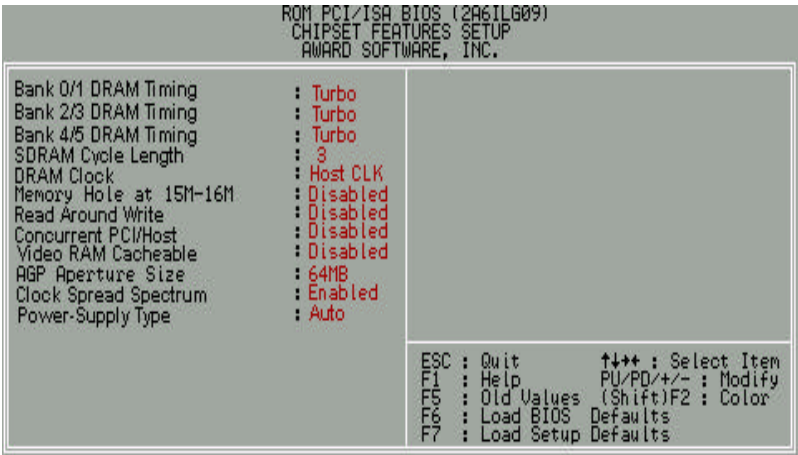 ROM PCI/ISA BIOS (2A6ILG09)
CHIPSET FEATURES SETUP
AWARD SOFTWARE, INC.
Bank 0/1 DRAM Timing : Turbo
Bank 2/3 DRAM Timing : Turbo
Bank 4/5 DRAM Timing : Turbo
SDRAM Cycle Length : 3
DRAM Clock : Host CLK
Memory Hole at 15M-16M : Disabled
Read Around Write : Disabled
Concurrent PCI/Host : Disabled
Video RAM Cacheable : Disabled
AGP Aperture Size : 64MB
Clock Spread Spectrum : Enabled
Power-Supply Type : Auto
ESC : Quit ↑↓→← : Select Item
F1 : Help PU/PD/+/- : Modify
F5 : Old Values (Shift)F2 : Color
F6 : Load BIOS Defaults
F7 : Load Setup Defaults